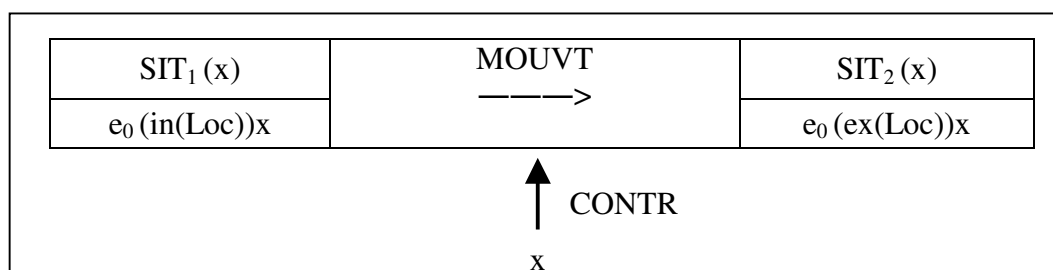 SIT₁ (x) MOUVT SIT₂ (x)
———>
e₀ (in(Loc))x e₀ (ex(Loc))x
CONTR
x